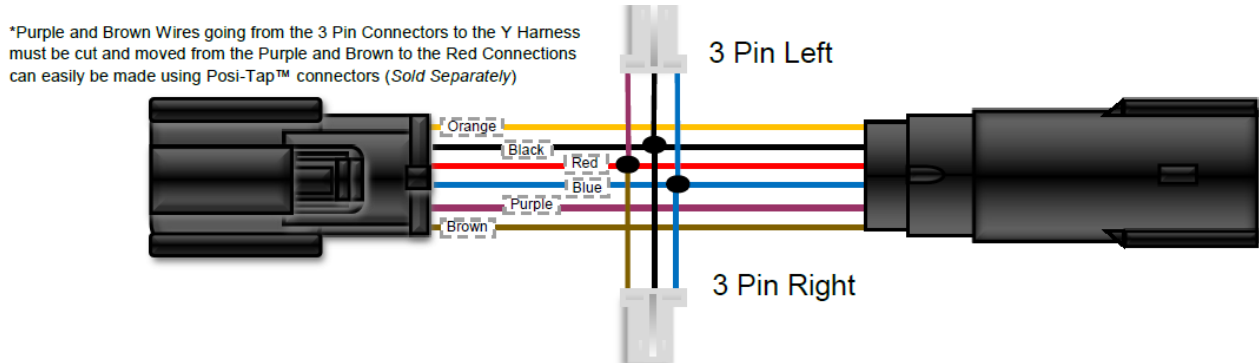 *Purple and Brown Wires going from the 3 Pin Connectors to the Y Harness
must be cut and moved from the Purple and Brown to the Red Connections
can easily be made using Posi-Tap™ connectors (Sold Separately)
3 Pin Left
Orange
Black
Red
Blue
Purple
Brown
3 Pin Right